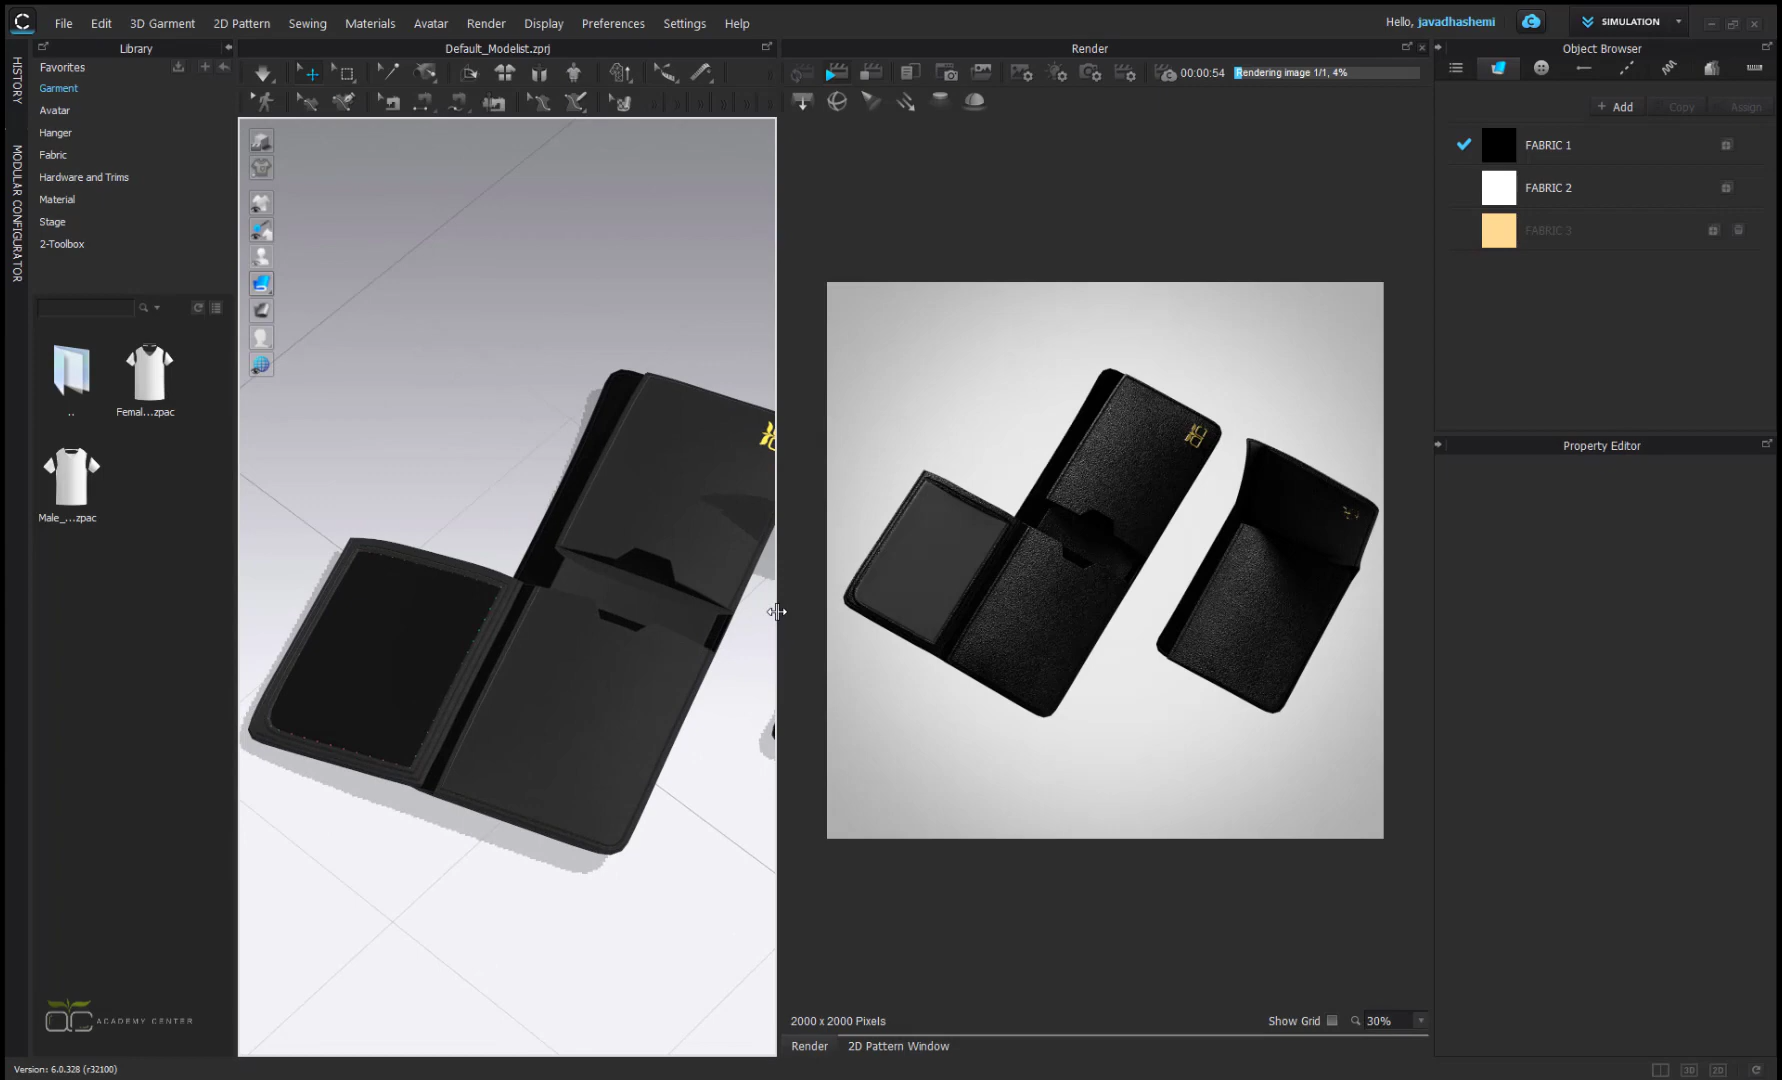 File Edit 3D Garment 2D Pattern Sewing Materials Avatar Render Display Preferences Settings Help
Hello, javadhashemi
SIMULATION
HISTORY
MODULAR CONFIGURATOR
Library
Favorites
Garment
Avatar
Hanger
Fabric
Hardware and Trims
Material
Stage
2-Toolbox
..
Femal...zpac
Male_...zpac
ACADEMY CENTER
Default_Modelist.zprj
Render
00:00:54
Rendering image 1/1, 4%
2000 x 2000 Pixels
Show Grid
30%
Render 2D Pattern Window
Object Browser
+ Add Copy Assign
FABRIC 1
FABRIC 2
FABRIC 3
Property Editor
Version: 6.0.328 (r32100)
3D 2D